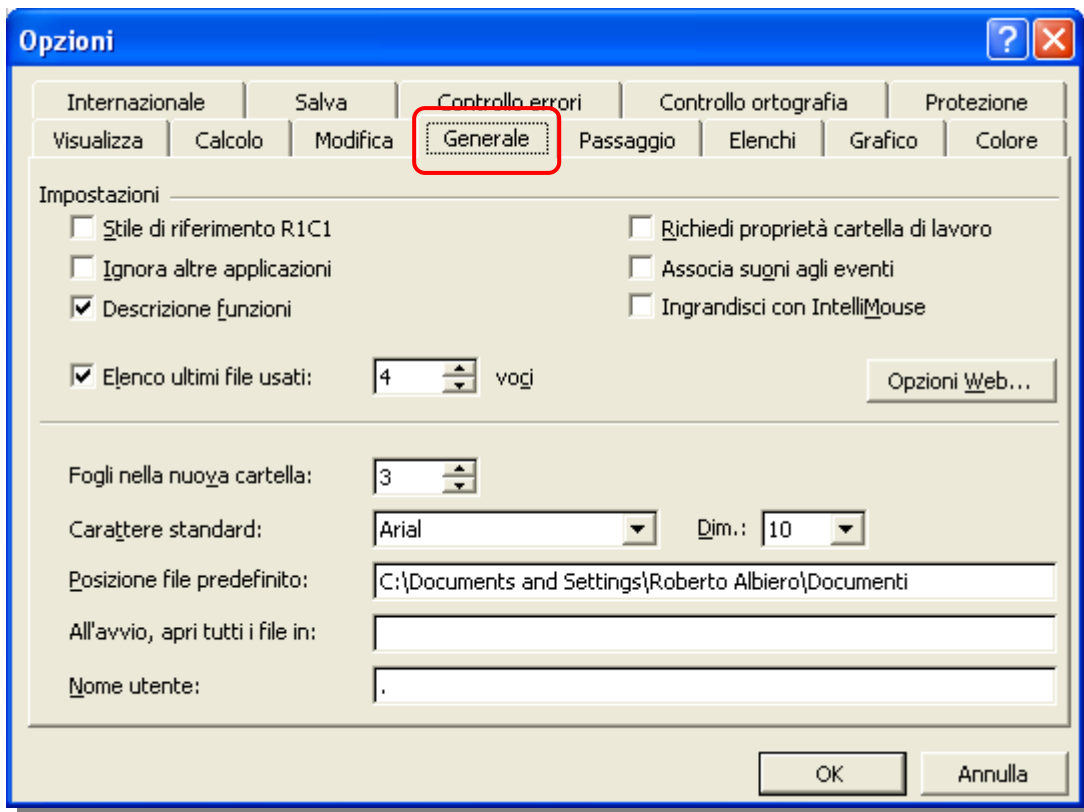 Opzioni
Internazionale Salva Controllo errori Controllo ortografia Protezione
Visualizza Calcolo Modifica Generale Passaggio Elenchi Grafico Colore
Impostazioni
Stile di riferimento R1C1 Richiedi proprietà cartella di lavoro
Ignora altre applicazioni Associa suoni agli eventi
Descrizione funzioni Ingrandisci con IntelliMouse
Elenco ultimi file usati: 4 voci Opzioni Web...
Fogli nella nuova cartella: 3
Carattere standard: Arial Dim.: 10
Posizione file predefinito: C:\Documents and Settings\Roberto Albiero\Documenti
All'avvio, apri tutti i file in:
Nome utente: .
OK Annulla